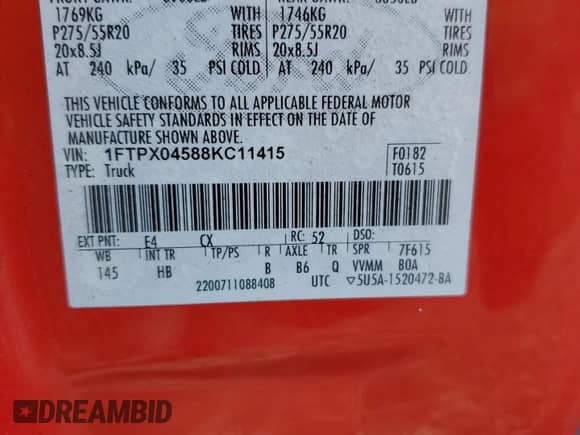 1769KG WITH 1746KG WITH
P275/55R20 TIRES P275/55R20 TIRES
20x8.5J RIMS 20x8.5J RIMS
AT 240 kPa/ 35 PSI COLD AT 240 kPa/ 35 PSI COLD
THIS VEHICLE CONFORMS TO ALL APPLICABLE FEDERAL MOTOR
VEHICLE SAFETY STANDARDS IN EFFECT ON THE DATE OF
MANUFACTURE SHOWN ABOVE.
VIN: 1FTPX04588KC11415 F0182
TYPE: Truck T0615
EXT PNT: E4 CX RC: 52 DSO:
WB INT TR TP/PS R AXLE TR SPR 7F615
145 HB B B6 Q VVMM BOA
2200711088408 UTC ▽5U5A-1520472-BA
DREAMBID